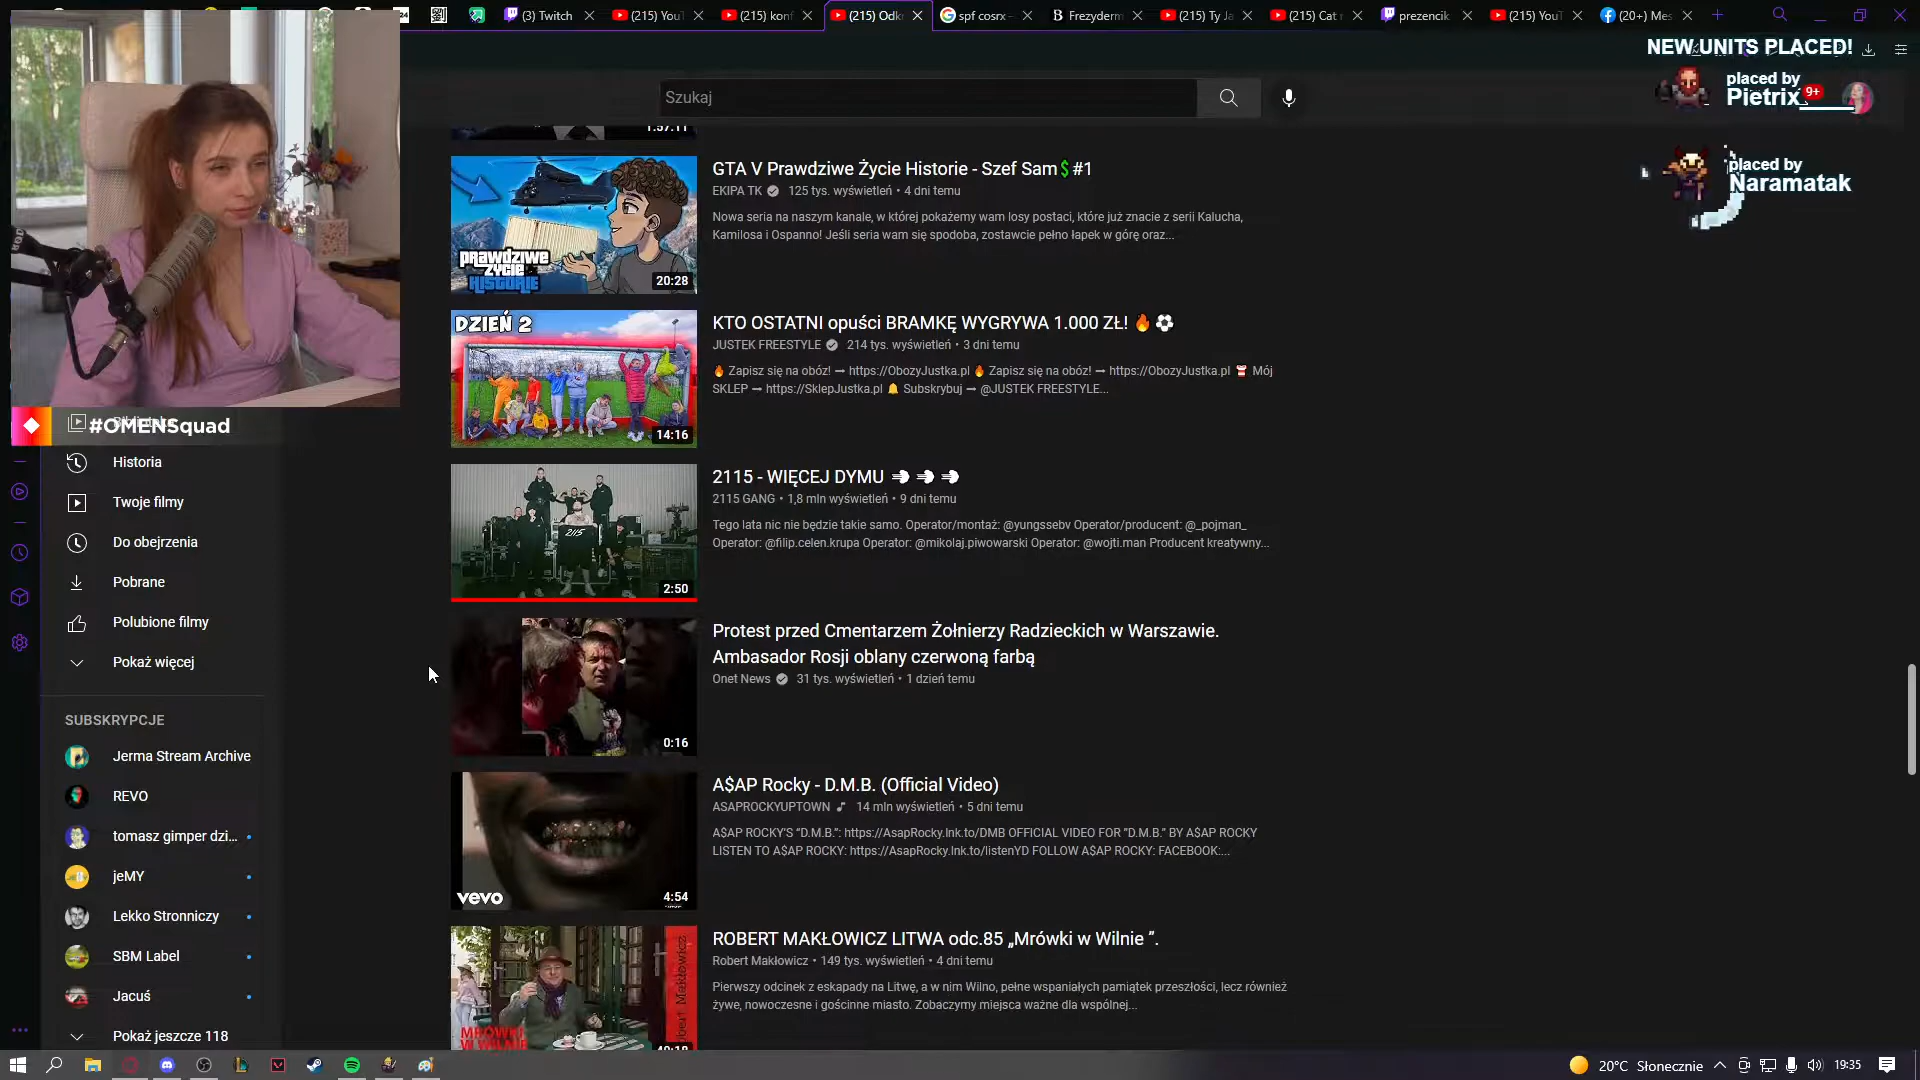 (3) Twitch
(215) YouT
(215) konf
(215) Odk
spf cosrx -
Frezyderm
(215) Ty Ja
(215) Cat
prezencik
(215) YouT
(20+) Mes
NEW UNITS PLACED!
placed by
Pietrix
9+
placed by
Naramatak
Szukaj
1:57:11
GTA V Prawdziwe Życie Historie - Szef Sam💲#1
EKIPA TK 125 tys. wyświetleń • 4 dni temu
Nowa seria na naszym kanale, w której pokażemy wam losy postaci, które już znacie z serii Kalucha,
Kamilosa i Ospanno! Jeśli seria wam się spodoba, zostawcie pełno łapek w górę oraz...
PRAWDZIWE
ŻYCIE
HISTORIE
20:28
DZIEŃ 2
14:16
KTO OSTATNI opuści BRAMKĘ WYGRYWA 1.000 ZŁ! 🔥 ⚽
JUSTEK FREESTYLE 214 tys. wyświetleń • 3 dni temu
🔥 Zapisz się na obóz! ➞ https://ObozyJustka.pl 🔥 Zapisz się na obóz! ➞ https://ObozyJustka.pl Mój
SKLEP ➞ https://SklepJustka.pl 🔔 Subskrybuj ➞ @JUSTEK FREESTYLE...
#OMENSquad
Historia
Twoje filmy
Do obejrzenia
Pobrane
Polubione filmy
Pokaż więcej
2115
2:50
2115 - WIĘCEJ DYMU 💨 💨 💨
2115 GANG • 1,8 mln wyświetleń • 9 dni temu
Tego lata nic nie będzie takie samo. Operator/montaż: @yungssebv Operator/producent: @_pojman_
Operator: @filip.celen.krupa Operator: @mikolaj.piwowarski Operator: @wojti.man Producent kreatywny...
0:16
Protest przed Cmentarzem Żołnierzy Radzieckich w Warszawie.
Ambasador Rosji oblany czerwoną farbą
Onet News 31 tys. wyświetleń • 1 dzień temu
SUBSKRYPCJE
Jerma Stream Archive
REVO
tomasz gimper dzi...
jeMY
Lekko Stronniczy
SBM Label
Jacuś
Pokaż jeszcze 118
vevo
4:54
A$AP Rocky - D.M.B. (Official Video)
ASAPROCKYUPTOWN 14 mln wyświetleń • 5 dni temu
A$AP ROCKY'S "D.M.B.": https://AsapRocky.lnk.to/DMB OFFICIAL VIDEO FOR "D.M.B." BY A$AP ROCKY
LISTEN TO A$AP ROCKY: https://AsapRocky.lnk.to/listenYD FOLLOW A$AP ROCKY: FACEBOOK:...
Robert Makłowicz
MRÓWKI
W WILNIE
ROBERT MAKŁOWICZ LITWA odc.85 „Mrówki w Wilnie ”.
Robert Makłowicz • 149 tys. wyświetleń • 4 dni temu
Pierwszy odcinek z eskapady na Litwę, a w nim Wilno, pełne wspaniałych pamiątek przeszłości, lecz również
żywe, nowoczesne i gościnne miasto. Zobaczymy miejsca ważne dla wspólnej...
20°C Słonecznie
19:35